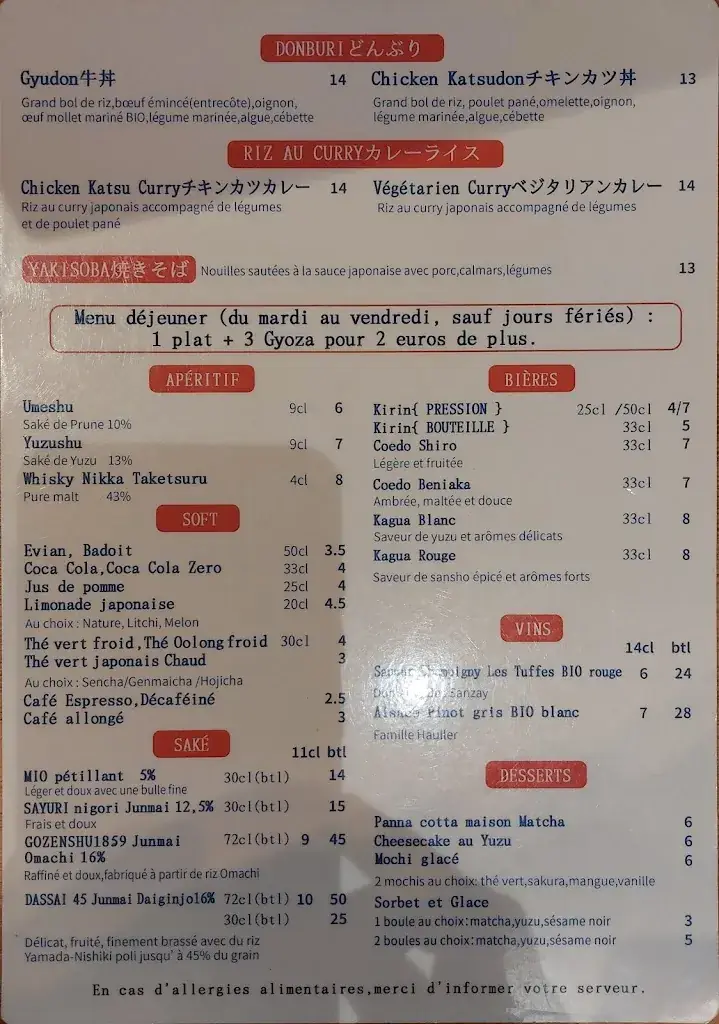 DONBURIどんぶり
Gyudon牛丼 14
Grand bol de riz,bœuf émincé(entrecôte),oignon,
œuf mollet mariné BIO,légume marinée,algue,cébette
Chicken Katsudonチキンカツ丼 13
Grand bol de riz, poulet pané,omelette,oignon,
légume marinée,algue,cébette
RIZ AU CURRYカレーライス
Chicken Katsu Curryチキンカツカレー 14
Riz au curry japonais accompagné de légumes
et de poulet pané
Végétarien Curryベジタリアンカレー 14
Riz au curry japonais accompagné de légumes
YAKISOBA焼きそば Nouilles sautées à la sauce japonaise avec porc,calmars,légumes 13
Menu déjeuner (du mardi au vendredi, sauf jours fériés) :
1 plat + 3 Gyoza pour 2 euros de plus.
APÉRITIF
Umeshu 9cl 6
Saké de Prune 10%
Yuzushu 9cl 7
Saké de Yuzu 13%
Whisky Nikka Taketsuru 4cl 8
Pure malt 43%
SOFT
Evian, Badoit 50cl 3.5
Coca Cola,Coca Cola Zero 33cl 4
Jus de pomme 25cl 4
Limonade japonaise 20cl 4.5
Au choix : Nature, Litchi, Melon
Thé vert froid,Thé Oolong froid 30cl 4
Thé vert japonais Chaud 3
Au choix : Sencha/Genmaicha /Hojicha
Café Espresso,Décaféiné 2.5
Café allongé 3
SAKÉ
11cl btl
MIO pétillant 5% 30cl(btl) 14
Léger et doux avec une bulle fine
SAYURI nigori Junmai 12,5% 30cl(btl) 15
Frais et doux
GOZENSHU1859 Junmai 72cl(btl) 9 45
Omachi 16%
Raffiné et doux,fabriqué à partir de riz Omachi
DASSAI 45 Junmai Daiginjo16% 72cl(btl) 10 50
30cl(btl) 25
Délicat, fruité, finement brassé avec du riz
Yamada-Nishiki poli jusqu'à 45% du grain
BIÈRES
Kirin{ PRESSION } 25cl /50cl 4/7
Kirin{ BOUTEILLE } 33cl 5
Coedo Shiro 33cl 7
Légère et fruitée
Coedo Beniaka 33cl 7
Ambrée, maltée et douce
Kagua Blanc 33cl 8
Saveur de yuzu et arômes délicats
Kagua Rouge 33cl 8
Saveur de sansho épicé et arômes forts
VINS
14cl btl
Les Tuffes BIO rouge 6 24
Sanzay
Pinot gris BIO blanc 7 28
Famille Hauller
DESSERTS
Panna cotta maison Matcha 6
Cheesecake au Yuzu 6
Mochi glacé 6
2 mochis au choix: thé vert,sakura,mangue,vanille
Sorbet et Glace
1 boule au choix:matcha,yuzu,sésame noir 3
2 boules au choix:matcha,yuzu,sésame noir 5
En cas d'allergies alimentaires,merci d'informer votre serveur.